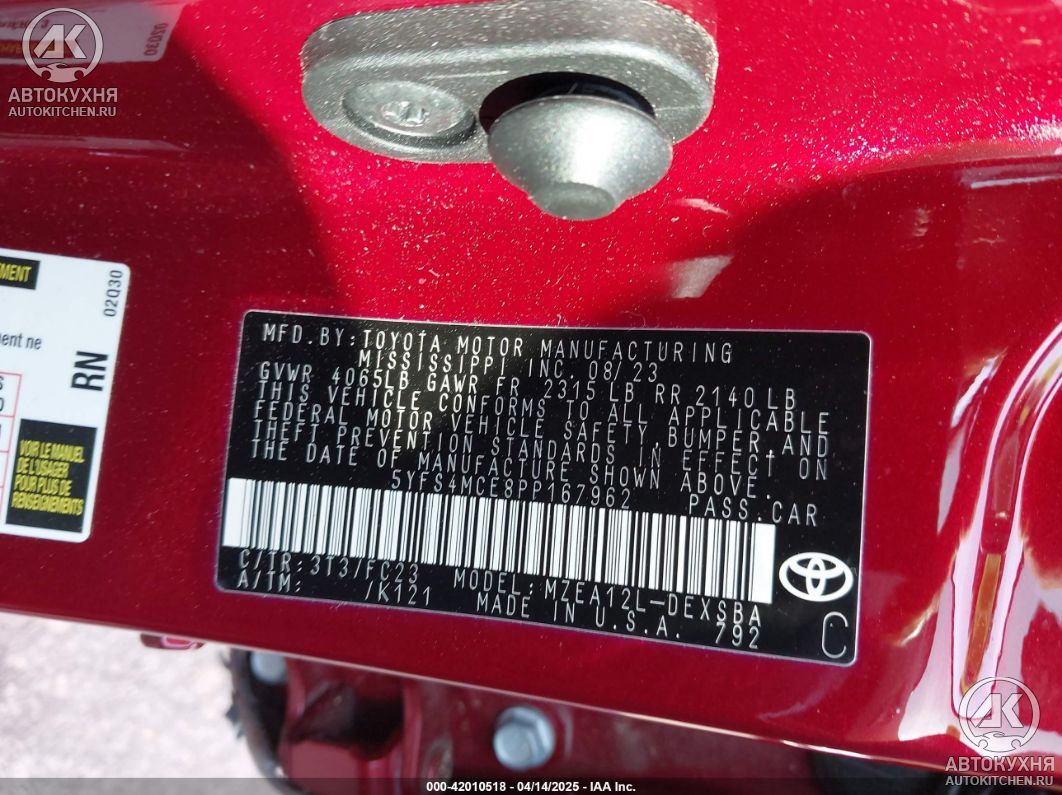 АВТОКУХНЯ
AUTOKITCHEN.RU
02030
02Q30
ment ne
RN
VOIR LE MANUEL
DE L'USAGER
POUR PLUS DE
RENSEIGNEMENTS
MFD.BY:TOYOTA MOTOR MANUFACTURING
MISSISSIPPI INC. 08/23
GVWR 4065LB GAWR FR 2315 LB RR 2140 LB
THIS VEHICLE CONFORMS TO ALL APPLICABLE
FEDERAL MOTOR VEHICLE SAFETY,BUMPER,AND
THEFT PREVENTION STANDARDS IN EFFECT ON
THE DATE OF MANUFACTURE SHOWN ABOVE.
5YFS4MCE8PP167962 PASS.CAR
C/TR:3T3/FC23 MODEL:MZEA12L-DEXSBA
A/TM: /K121 MADE IN U.S.A. 792
C
АВТОКУХНЯ
AUTOKITCHEN.RU
000-42010518 - 04/14/2025 - IAA Inc.